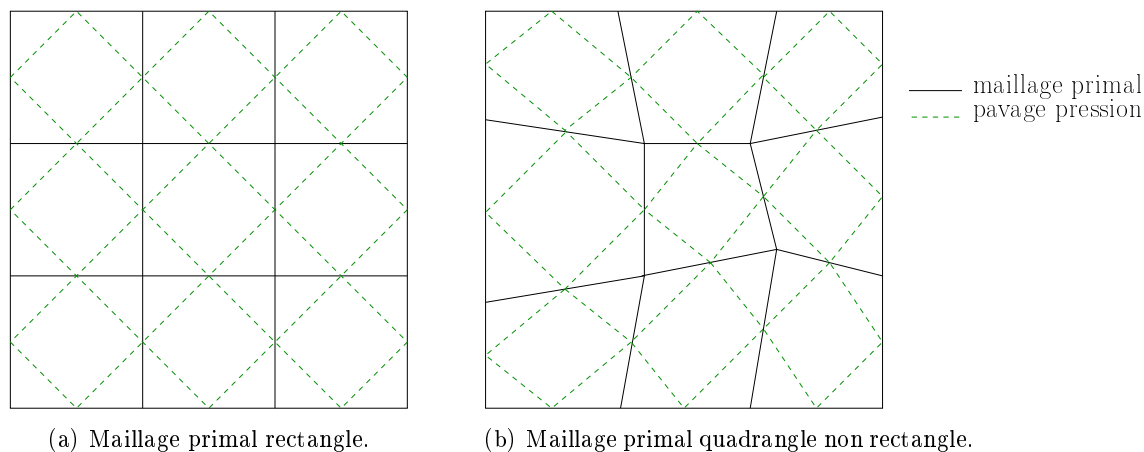 maillage primal
pavage pression
(a) Maillage primal rectangle.
(b) Maillage primal quadrangle non rectangle.